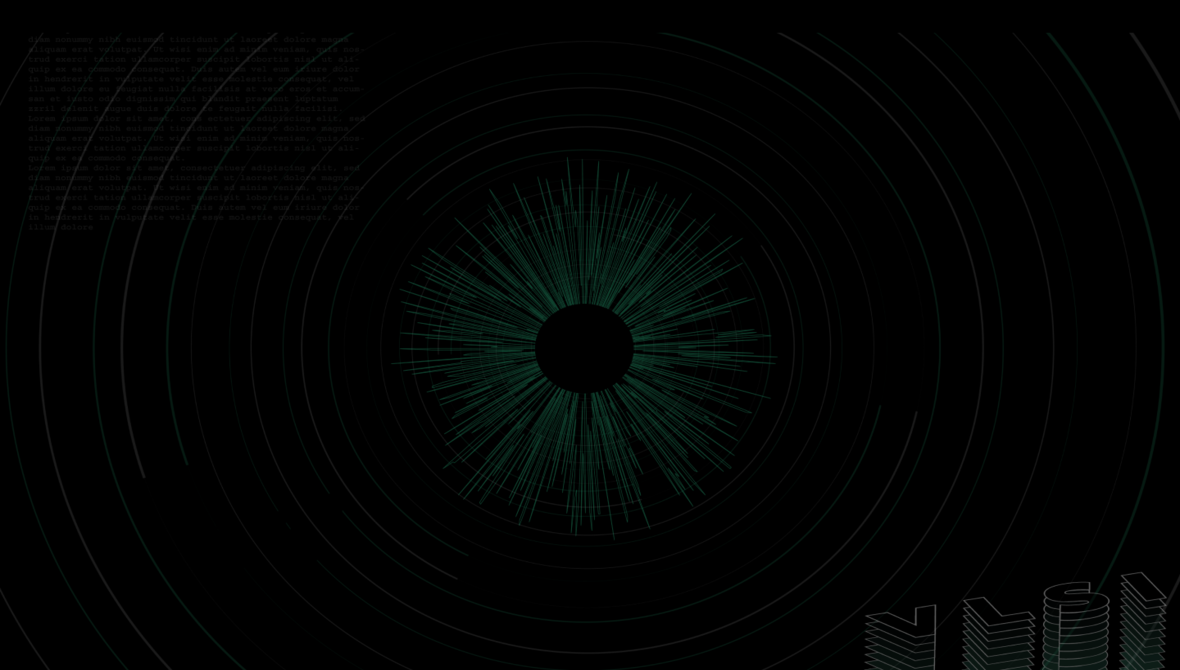 diam nonummy nibh euismod tincidunt ut laoreet dolore magna
aliquam erat volutpat. Ut wisi enim ad minim veniam, quis nos-
trud exerci tation ullamcorper suscipit lobortis nisl ut ali-
quip ex ea commodo consequat. Duis autem vel eum iriure dolor
in hendrerit in vulputate velit esse molestie consequat, vel
illum dolore eu feugiat nulla facilisis at vero eros et accum-
san et iusto odio dignissim qui blandit praesent luptatum
zzril delenit augue duis dolore te feugait nulla facilisi.
Lorem ipsum dolor sit amet, cons ectetuer adipiscing elit, sed
diam nonummy nibh euismod tincidunt ut laoreet dolore magna
aliquam erat volutpat. Ut wisi enim ad minim veniam, quis nos-
trud exerci tation ullamcorper suscipit lobortis nisl ut ali-
quip ex ea commodo consequat.
Lorem ipsum dolor sit amet, consectetuer adipiscing elit, sed
diam nonummy nibh euismod tincidunt ut laoreet dolore magna
aliquam erat volutpat. Ut wisi enim ad minim veniam, quis nos-
trud exerci tation ullamcorper suscipit lobortis nisl ut ali-
quip ex ea commodo consequat. Duis autem vel eum iriure dolor
in hendrerit in vulputate velit esse molestie consequat, vel
illum dolore